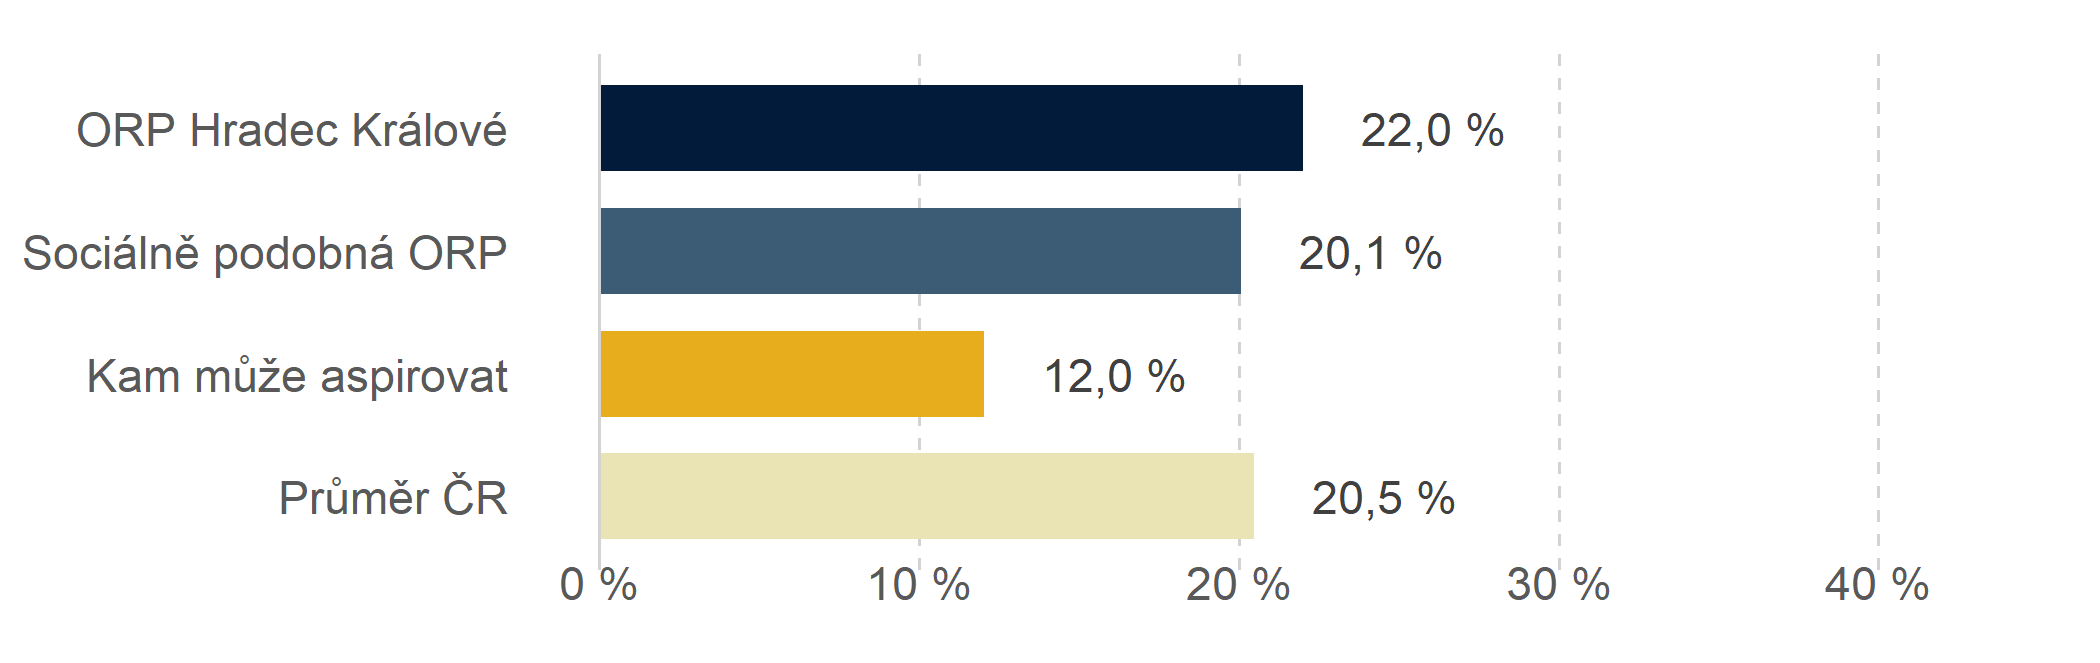 ORP Hradec Králové
22,0 %
Sociálně podobná ORP
20,1 %
Kam může aspirovat
12,0 %
Průměr ČR
20,5 %
0 % 10 % 20 % 30 % 40 %